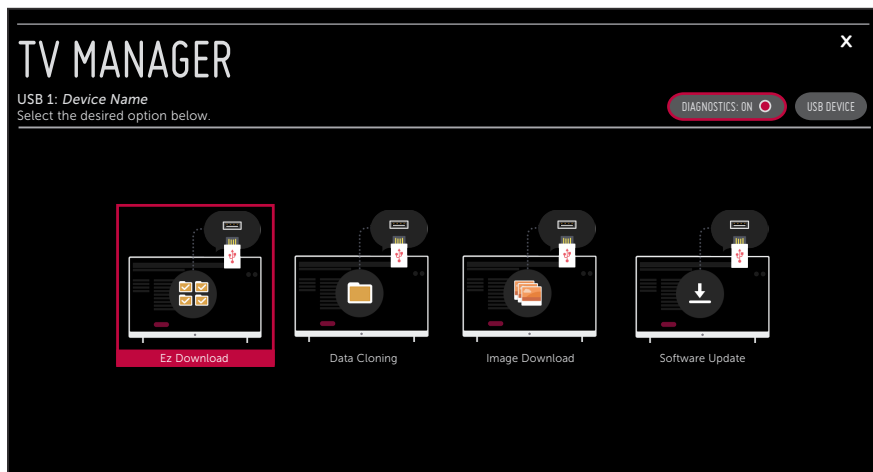 X
TV MANAGER
USB 1: Device Name
Select the desired option below.
DIAGNOSTICS: ON
USB DEVICE
Ez Download
Data Cloning
Image Download
Software Update